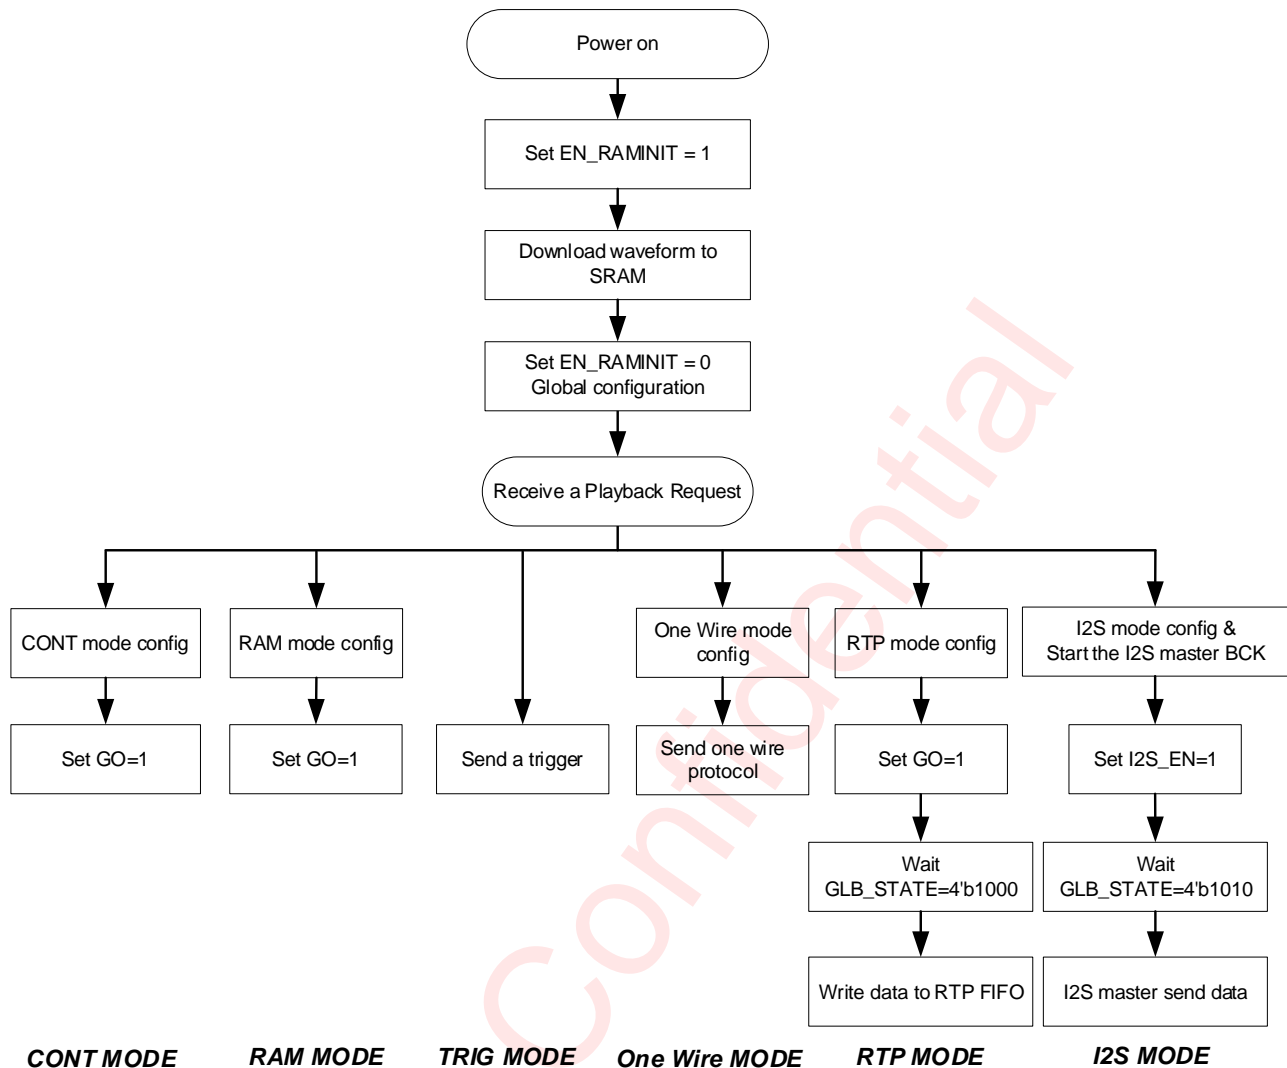 Power on
Set EN_RAMINIT = 1
Download waveform to
SRAM
Set EN_RAMINIT = 0
Global configuration
Receive a Playback Request
CONT mode config
RAM mode config
One Wire mode
config
RTP mode config
I2S mode config &
Start the I2S master BCK
Set GO=1
Set GO=1
Send a trigger
Send one wire
protocol
Set GO=1
Set I2S_EN=1
Wait
GLB_STATE=4'b1000
Wait
GLB_STATE=4'b1010
Write data to RTP FIFO
I2S master send data
CONT MODE
RAM MODE
TRIG MODE
One Wire MODE
RTP MODE
I2S MODE
Confidential